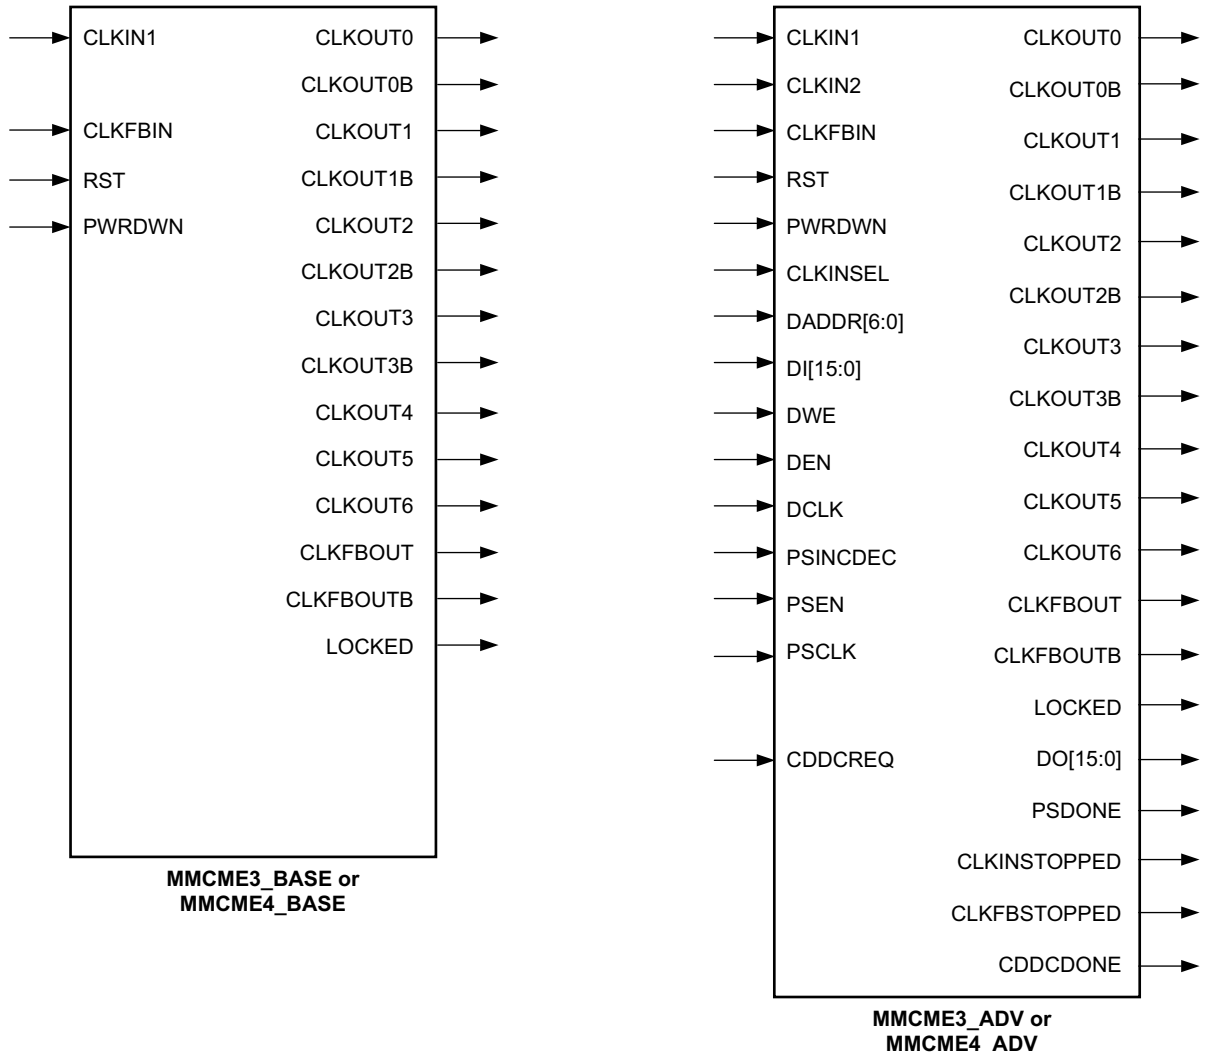 CLKIN1
CLKFBIN
RST
PWRDWN
CLKOUT0
CLKOUT0B
CLKOUT1
CLKOUT1B
CLKOUT2
CLKOUT2B
CLKOUT3
CLKOUT3B
CLKOUT4
CLKOUT5
CLKOUT6
CLKFBOUT
CLKFBOUTB
LOCKED
MMCME3_BASE or
MMCME4_BASE
CLKIN1
CLKIN2
CLKFBIN
RST
PWRDWN
CLKINSEL
DADDR[6:0]
DI[15:0]
DWE
DEN
DCLK
PSINCDEC
PSEN
PSCLK
CDDCREQ
CLKOUT0
CLKOUT0B
CLKOUT1
CLKOUT1B
CLKOUT2
CLKOUT2B
CLKOUT3
CLKOUT3B
CLKOUT4
CLKOUT5
CLKOUT6
CLKFBOUT
CLKFBOUTB
LOCKED
DO[15:0]
PSDONE
CLKINSTOPPED
CLKFBSTOPPED
CDDCDONE
MMCME3_ADV or
MMCME4_ADV